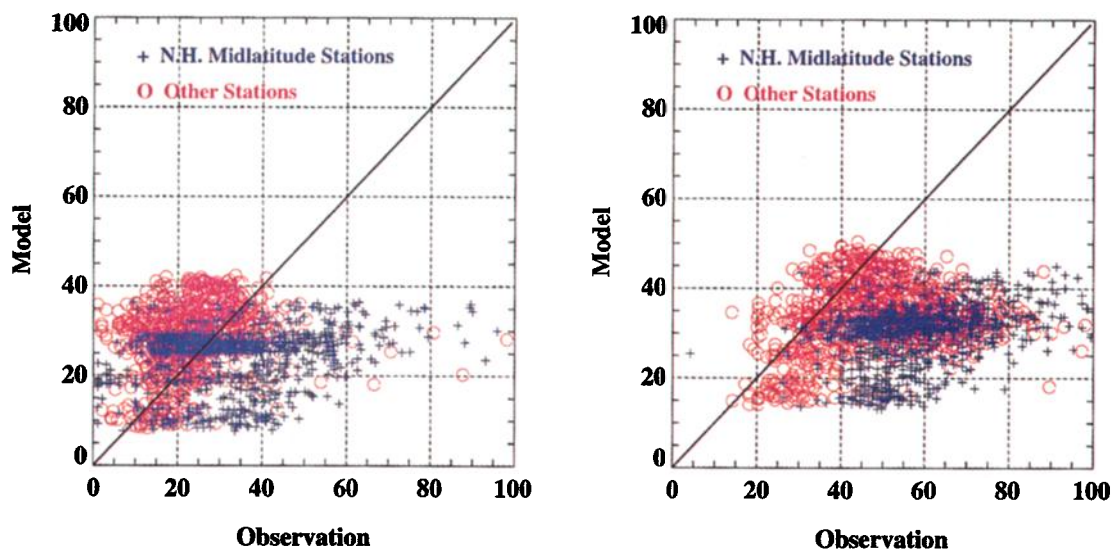 100
80
60
40
20
0
Model
+ N.H. Midlatitude Stations
O Other Stations
0 20 40 60 80 100
Observation
100
80
60
40
20
0
Model
+ N.H. Midlatitude Stations
O Other Stations
0 20 40 60 80 100
Observation